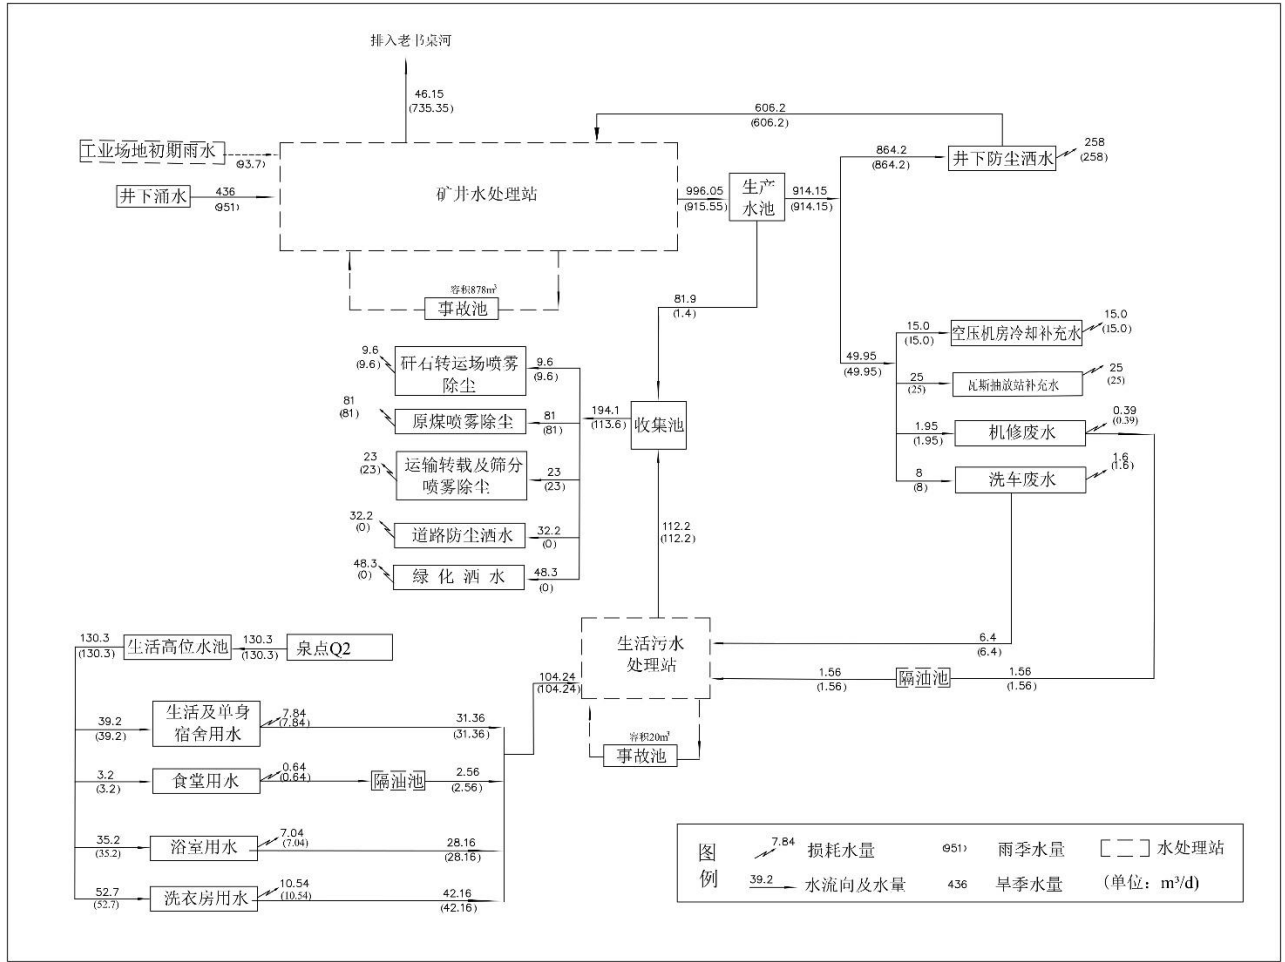 排入老书桌河
46.15
(735.35)
606.2
(606.2)
工业场地初期雨水
(93.7)
864.2
(864.2)
井下防尘洒水
258
(258)
井下涌水
436
(951)
矿井水处理站
996.05
(915.55)
生产
水池
914.15
(914.15)
容积878m³
事故池
81.9
(1.4)
15.0
(15.0)
空压机房冷却补充水
15.0
(15.0)
9.6
(9.6)
矸石转运场喷雾
除尘
9.6
(9.6)
49.95
(49.95)
25
(25)
瓦斯抽放站补充水
25
(25)
81
(81)
原煤喷雾除尘
81
(81)
194.1
(113.6)
收集池
1.95
(1.95)
机修废水
0.39
(0.39)
23
(23)
运输转载及筛分
喷雾除尘
23
(23)
8
(8)
洗车废水
1.6
(1.6)
32.2
(0)
道路防尘洒水
32.2
(0)
112.2
(112.2)
48.3
(0)
绿化洒水
48.3
(0)
130.3
(130.3)
生活高位水池
130.3
(130.3)
泉点Q2
生活污水
处理站
6.4
(6.4)
104.24
(104.24)
1.56
(1.56)
隔油池
1.56
(1.56)
39.2
(39.2)
生活及单身
宿舍用水
7.84
(7.84)
31.36
(31.36)
容积20m³
事故池
3.2
(3.2)
食堂用水
0.64
(0.64)
隔油池
2.56
(2.56)
35.2
(35.2)
浴室用水
7.04
(7.04)
28.16
(28.16)
52.7
(52.7)
洗衣房用水
10.54
(10.54)
42.16
(42.16)
图
例
7.84 损耗水量 (951) 雨季水量 水处理站
39.2 水流向及水量 436 旱季水量 (单位：m³/d)